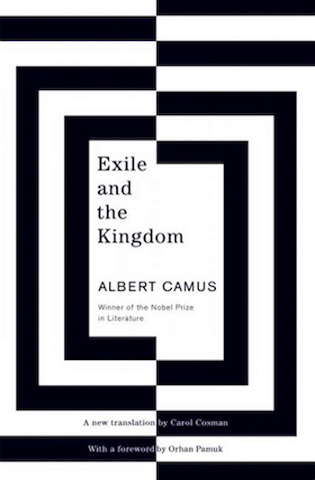 Exile
and
the
Kingdom
ALBERT CAMUS
Winner of the Nobel Prize
in Literature
A new translation by Carol Cosman
With a foreword by Orhan Pamuk